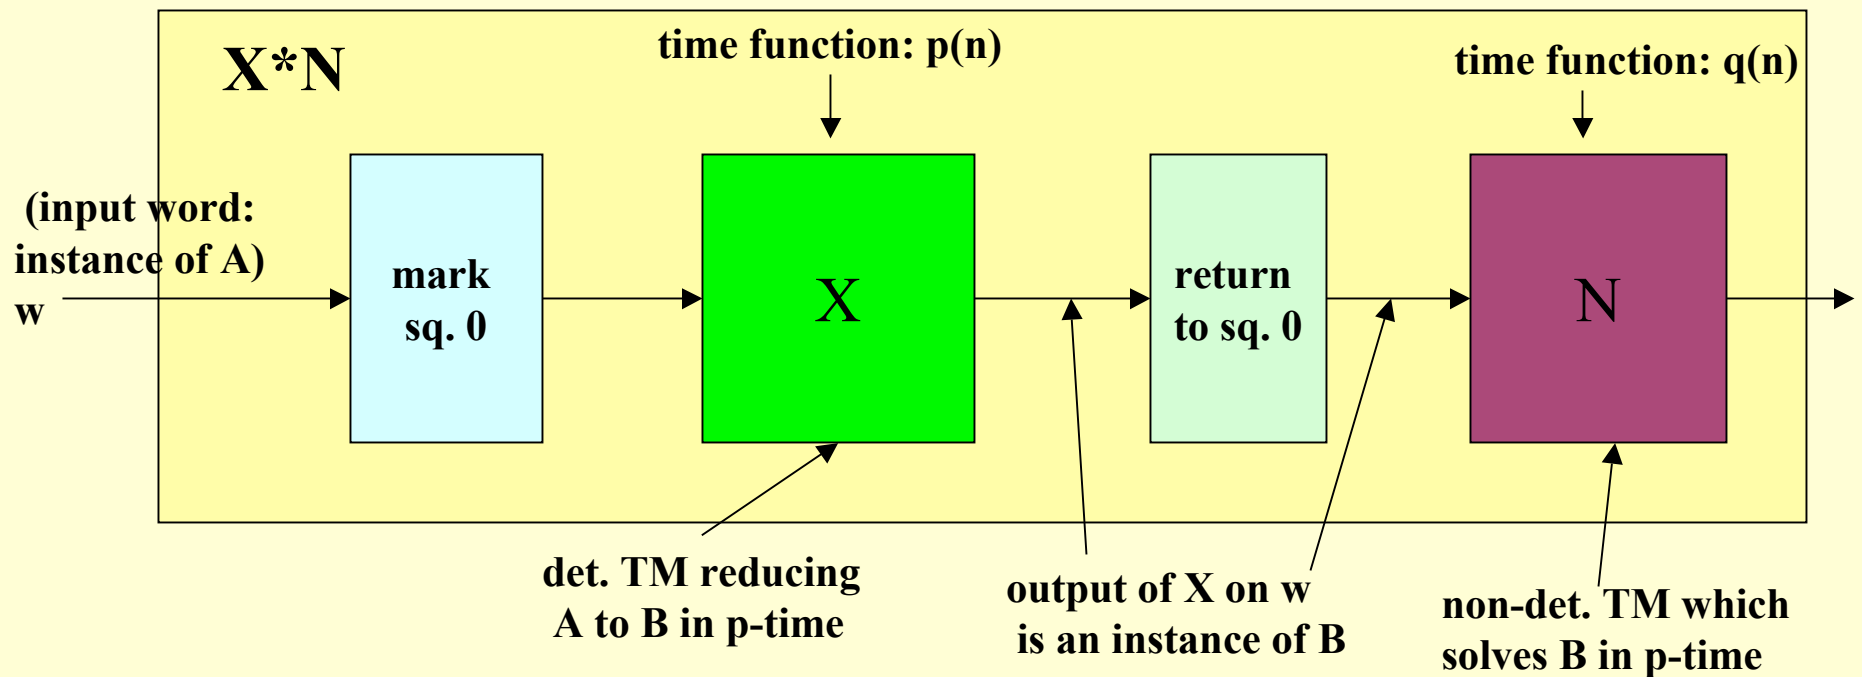 X*N
time function: p(n)
time function: q(n)
(input word:
instance of A)
w
mark
sq. 0
X
return
to sq. 0
N
det. TM reducing
A to B in p-time
output of X on w
is an instance of B
non-det. TM which
solves B in p-time